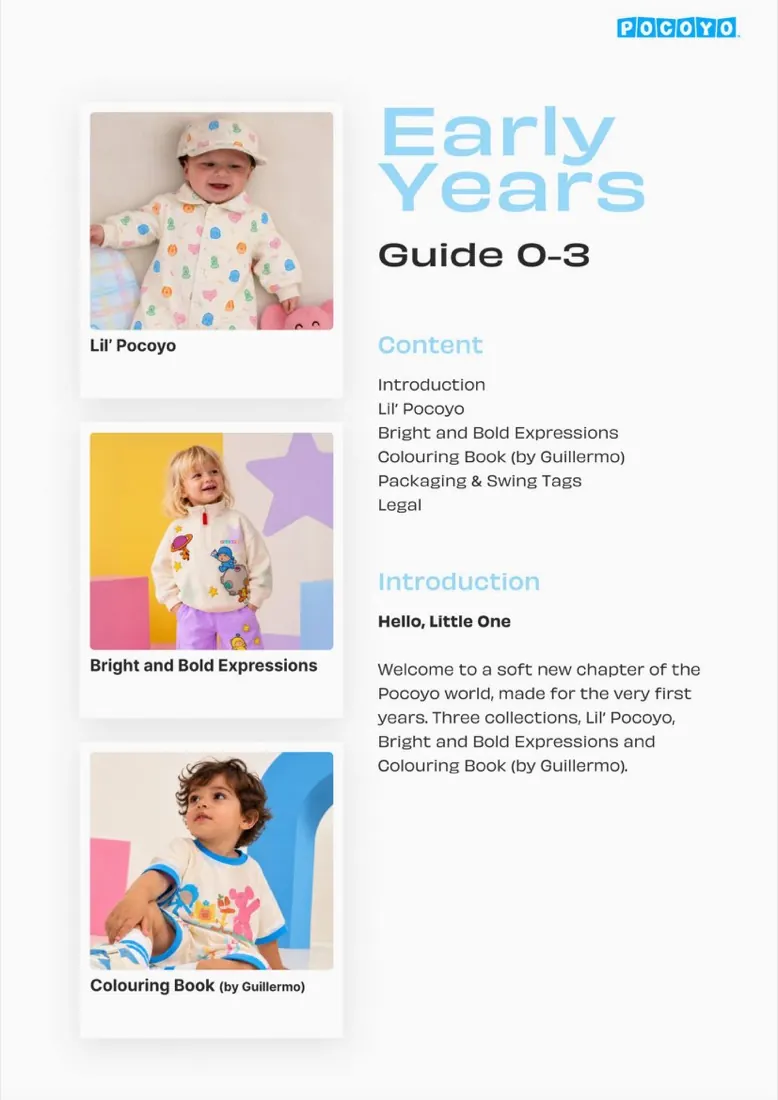 POCOYO
Early
Years
Guide 0-3
Lil’ Pocoyo
Bright and Bold Expressions
Colouring Book (by Guillermo)
Content
Introduction
Lil’ Pocoyo
Bright and Bold Expressions
Colouring Book (by Guillermo)
Packaging & Swing Tags
Legal
Introduction
Hello, Little One
Welcome to a soft new chapter of the
Pocoyo world, made for the very first
years. Three collections, Lil’ Pocoyo,
Bright and Bold Expressions and
Colouring Book (by Guillermo).